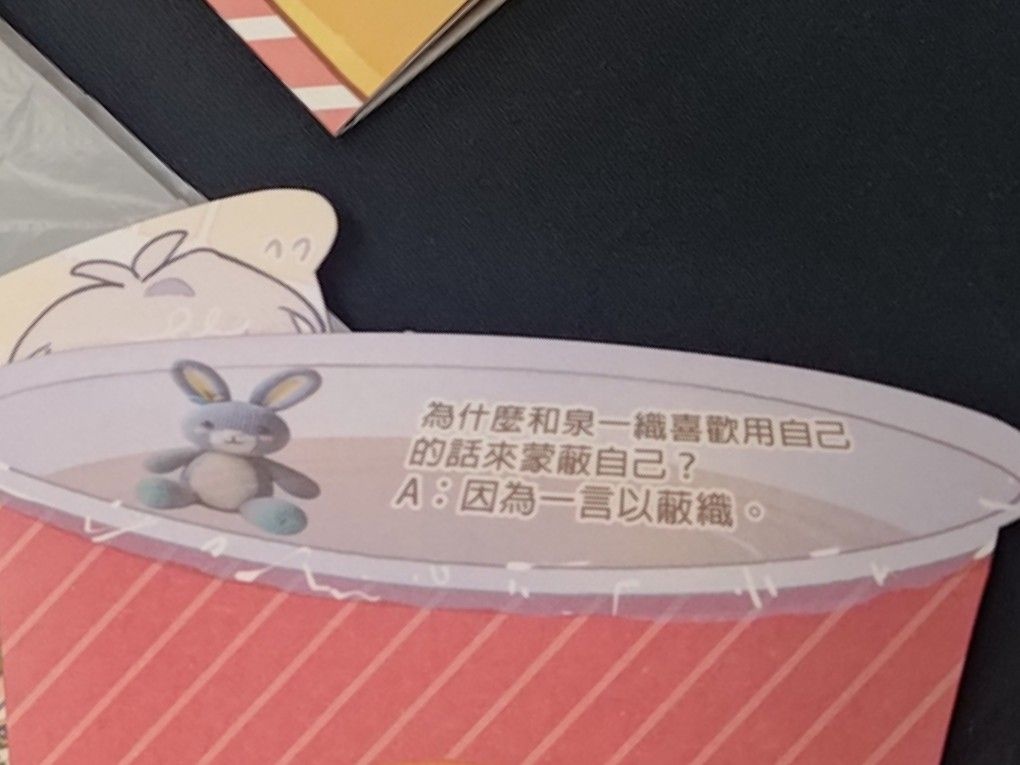 為什麼和泉一織喜歡用自己
的話來蒙蔽自己？
A：因為一言以蔽織。